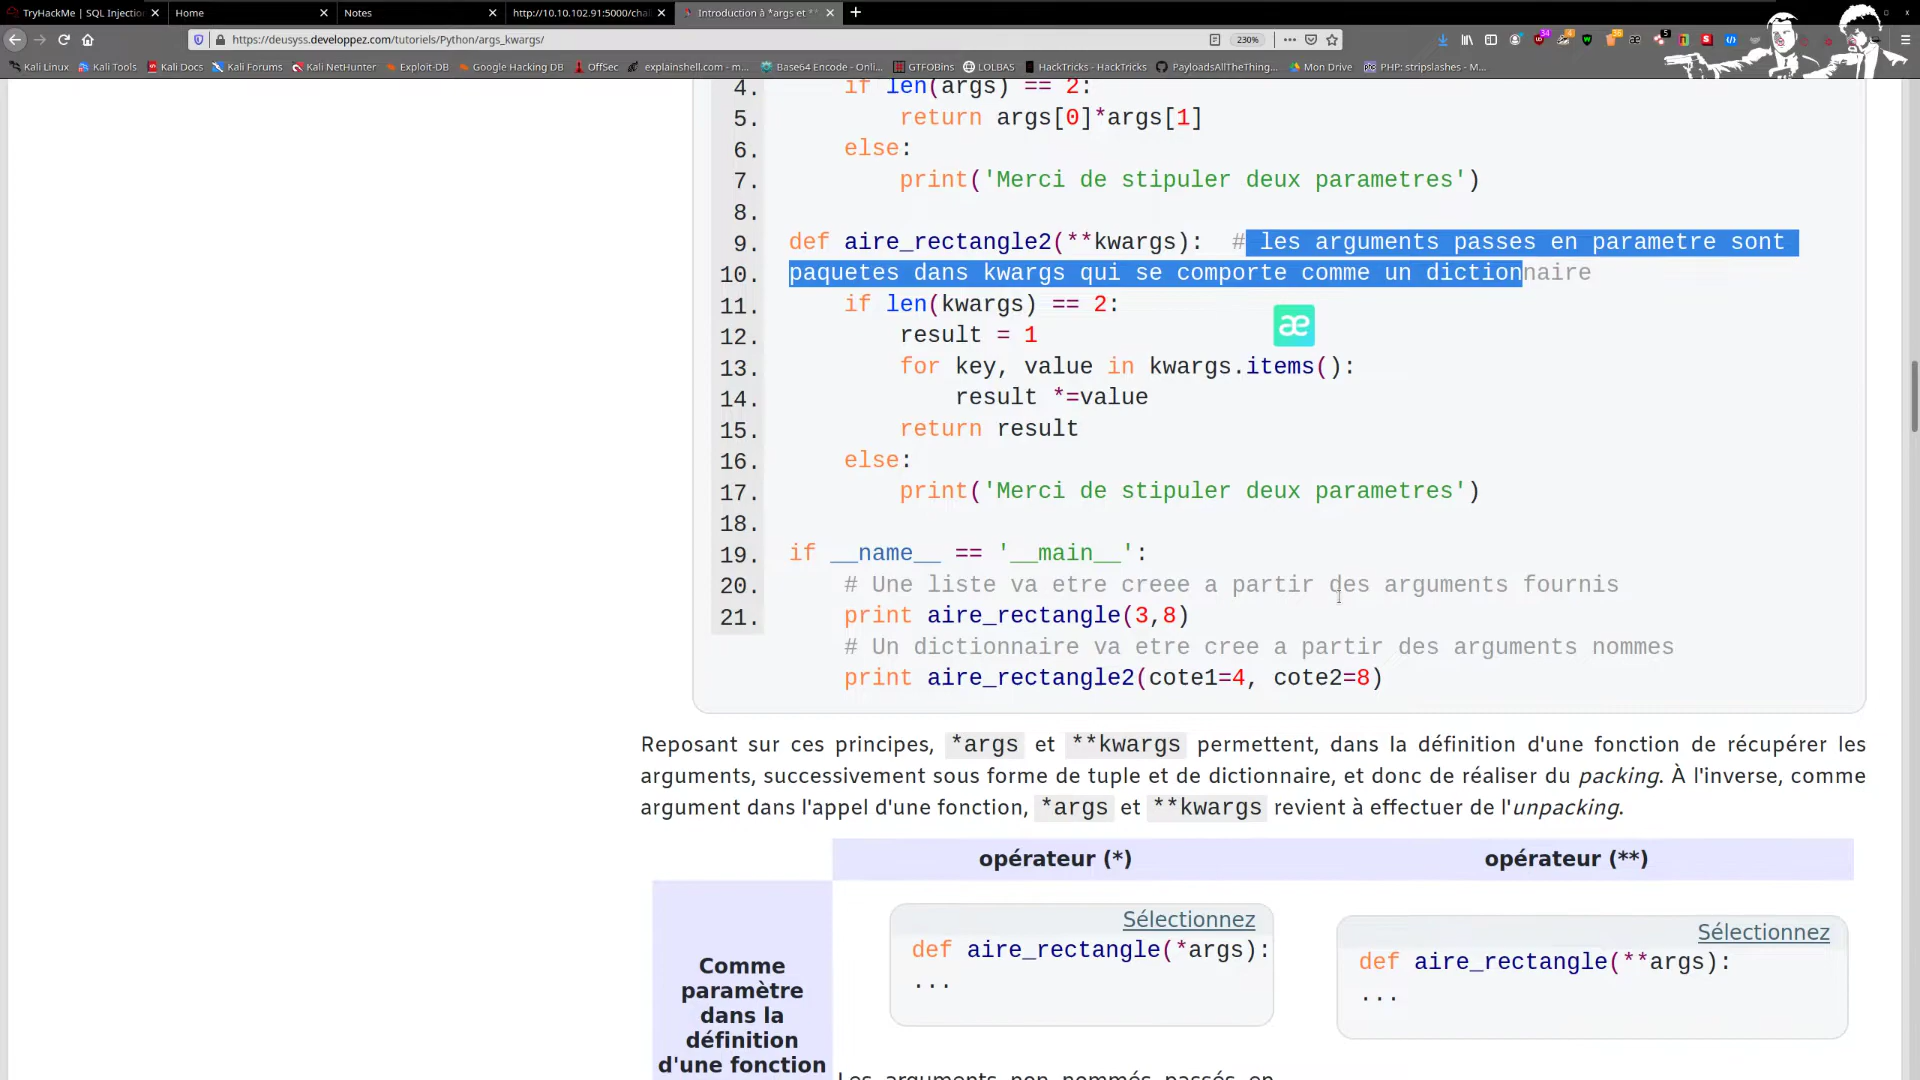 TryHackMe | SQL Injectio
Home
Notes
http://10.10.102.91:5000/chal
Introduction à *args et **
https://deusyss.developpez.com/tutoriels/Python/args_kwargs/
230%
Kali Linux
Kali Tools
Kali Docs
Kali Forums
Kali NetHunter
Exploit-DB
Google Hacking DB
OffSec
explainshell.com - m...
Base64 Encode - Onli...
GTFOBins
LOLBAS
HackTricks - HackTricks
PayloadsAllTheThing...
Mon Drive
PHP: stripslashes - M...
4. if len(args) == 2:
5. return args[0]*args[1]
6. else:
7. print('Merci de stipuler deux parametres')
8.
9. def aire_rectangle2(**kwargs): # les arguments passes en parametre sont
10. paquetes dans kwargs qui se comporte comme un dictionnaire
11. if len(kwargs) == 2:
12. result = 1
13. for key, value in kwargs.items():
14. result *=value
15. return result
16. else:
17. print('Merci de stipuler deux parametres')
18.
19. if __name__ == '__main__':
20. # Une liste va etre creee a partir des arguments fournis
21. print aire_rectangle(3,8)
# Un dictionnaire va etre cree a partir des arguments nommes
print aire_rectangle2(cote1=4, cote2=8)
æ
Reposant sur ces principes, *args et **kwargs permettent, dans la définition d'une fonction de récupérer les
arguments, successivement sous forme de tuple et de dictionnaire, et donc de réaliser du packing. À l'inverse, comme
argument dans l'appel d'une fonction, *args et **kwargs revient à effectuer de l'unpacking.
opérateur (*)
opérateur (**)
Comme
paramètre
dans la
définition
d'une fonction
Sélectionnez
def aire_rectangle(*args):
...
Sélectionnez
def aire_rectangle(**args):
...
Les arguments non nommés passés en